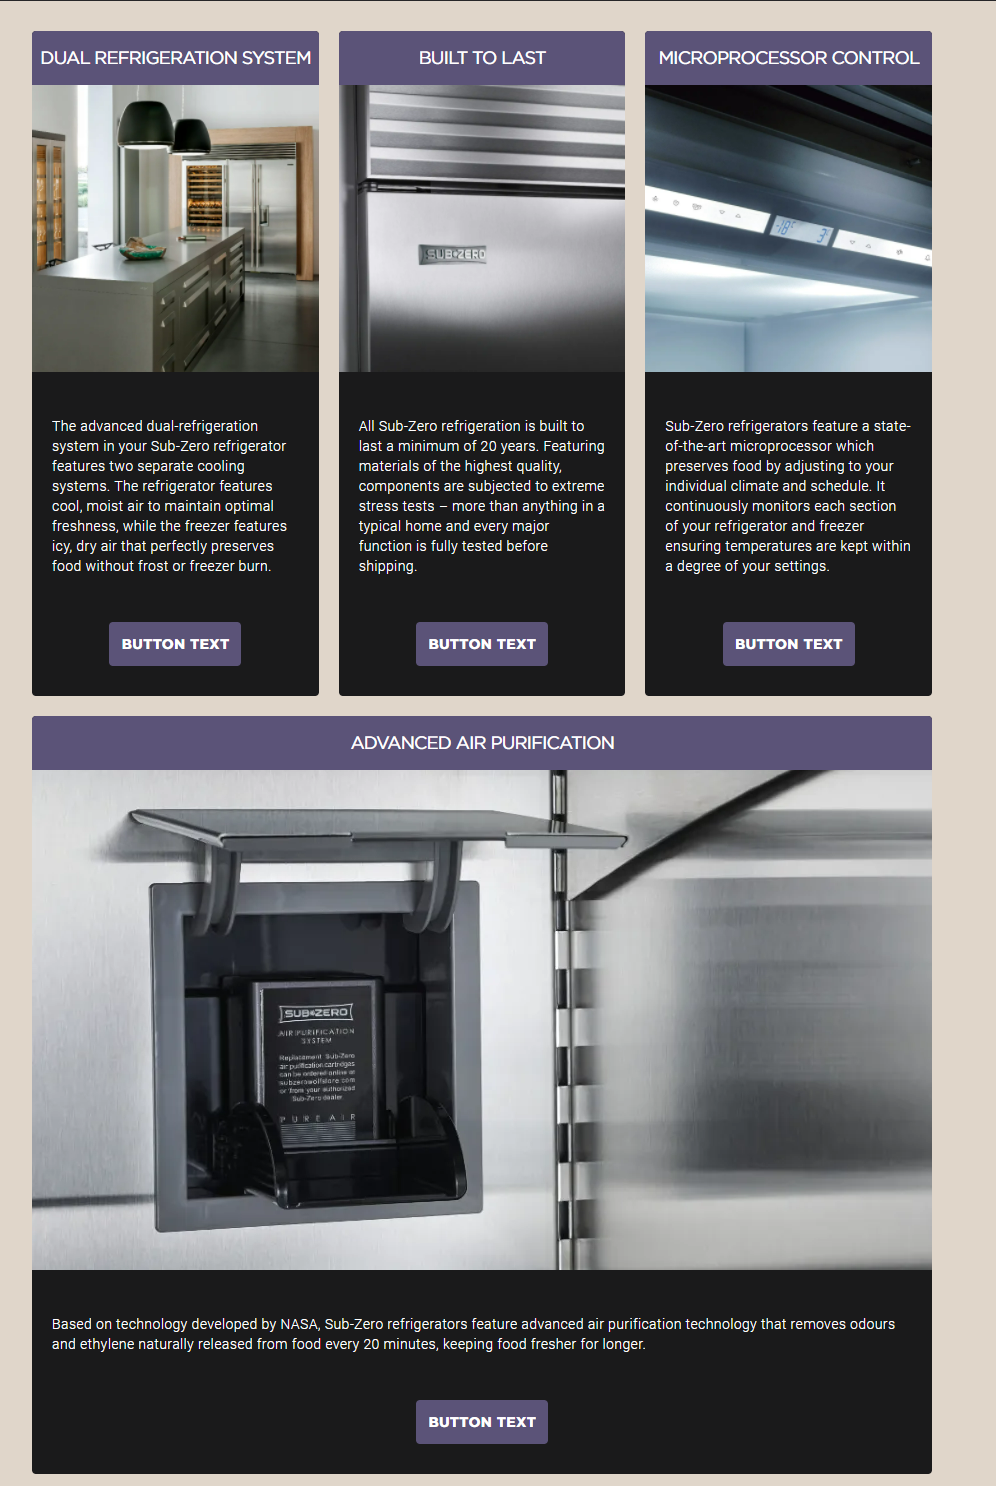 DUAL REFRIGERATION SYSTEM
The advanced dual-refrigeration
system in your Sub-Zero refrigerator
features two separate cooling
systems. The refrigerator features
cool, moist air to maintain optimal
freshness, while the freezer features
icy, dry air that perfectly preserves
food without frost or freezer burn.
BUTTON TEXT
BUILT TO LAST
SUB ZERO
All Sub-Zero refrigeration is built to
last a minimum of 20 years. Featuring
materials of the highest quality,
components are subjected to extreme
stress tests – more than anything in a
typical home and every major
function is fully tested before
shipping.
BUTTON TEXT
MICROPROCESSOR CONTROL
-18° 3°
Sub-Zero refrigerators feature a state-
of-the-art microprocessor which
preserves food by adjusting to your
individual climate and schedule. It
continuously monitors each section
of your refrigerator and freezer
ensuring temperatures are kept within
a degree of your settings.
BUTTON TEXT
ADVANCED AIR PURIFICATION
SUB ZERO
AIR PURIFICATION
SYSTEM
Replacement Sub-Zero
air purification cartridges
can be ordered online at
subzerowolfstore.com
or from your authorized
Sub-Zero dealer.
PURE AIR
Based on technology developed by NASA, Sub-Zero refrigerators feature advanced air purification technology that removes odours
and ethylene naturally released from food every 20 minutes, keeping food fresher for longer.
BUTTON TEXT